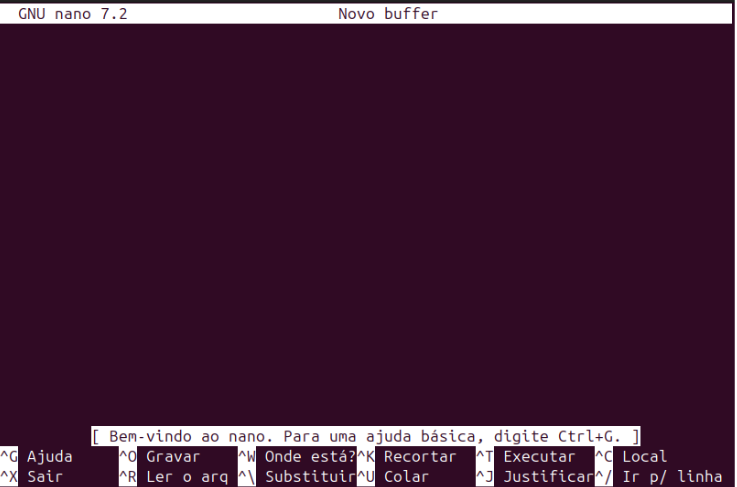 GNU nano 7.2 Novo buffer
[ Bem-vindo ao nano. Para uma ajuda básica, digite Ctrl+G. ]
^G Ajuda ^O Gravar ^W Onde está? ^K Recortar ^T Executar ^C Local
^X Sair ^R Ler o arq ^\ Substituir ^U Colar ^J Justificar ^/ Ir p/ linha